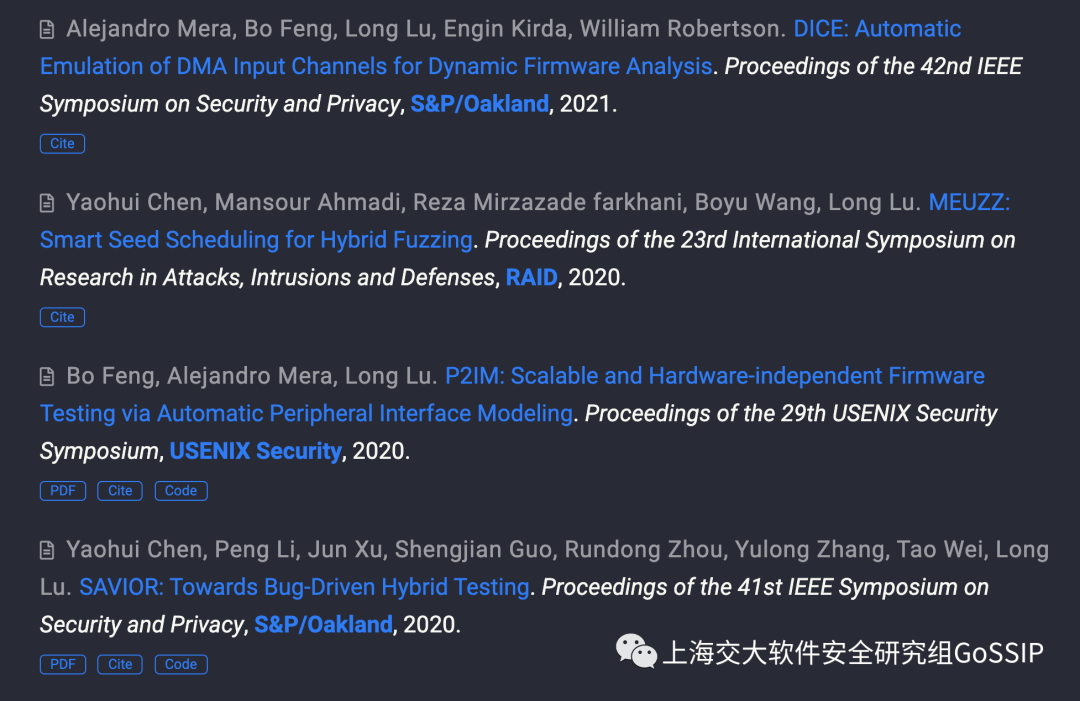 Alejandro Mera, Bo Feng, Long Lu, Engin Kirda, William Robertson. DICE: Automatic
Emulation of DMA Input Channels for Dynamic Firmware Analysis. Proceedings of the 42nd IEEE
Symposium on Security and Privacy, S&P/Oakland, 2021.
Cite
Yaohui Chen, Mansour Ahmadi, Reza Mirzazade farkhani, Boyu Wang, Long Lu. MEUZZ:
Smart Seed Scheduling for Hybrid Fuzzing. Proceedings of the 23rd International Symposium on
Research in Attacks, Intrusions and Defenses, RAID, 2020.
Cite
Bo Feng, Alejandro Mera, Long Lu. P2IM: Scalable and Hardware-independent Firmware
Testing via Automatic Peripheral Interface Modeling. Proceedings of the 29th USENIX Security
Symposium, USENIX Security, 2020.
PDF Cite Code
Yaohui Chen, Peng Li, Jun Xu, Shengjian Guo, Rundong Zhou, Yulong Zhang, Tao Wei, Long
Lu. SAVIOR: Towards Bug-Driven Hybrid Testing. Proceedings of the 41st IEEE Symposium on
Security and Privacy, S&P/Oakland, 2020.
PDF Cite Code
上海交大软件安全研究组GoSSIP